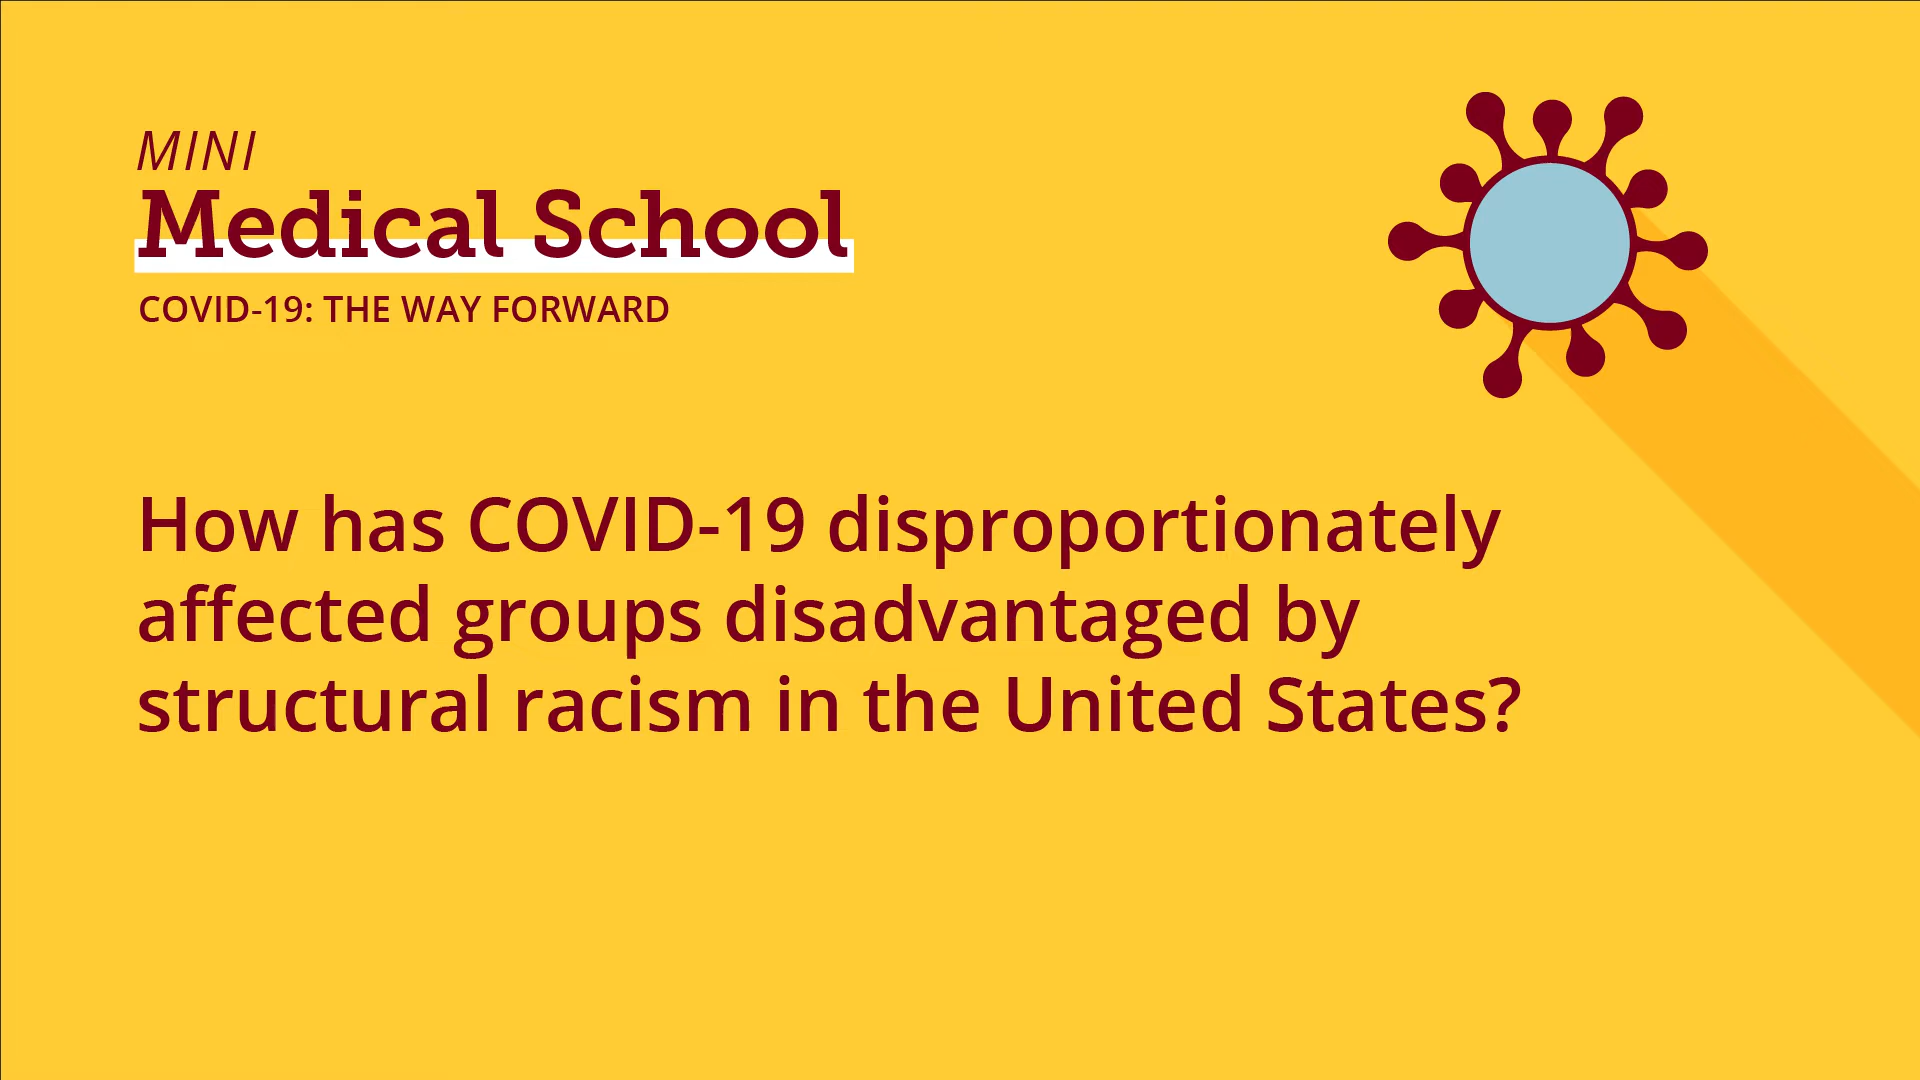 MINI
Medical School
COVID-19: THE WAY FORWARD
How has COVID-19 disproportionately
affected groups disadvantaged by
structural racism in the United States?